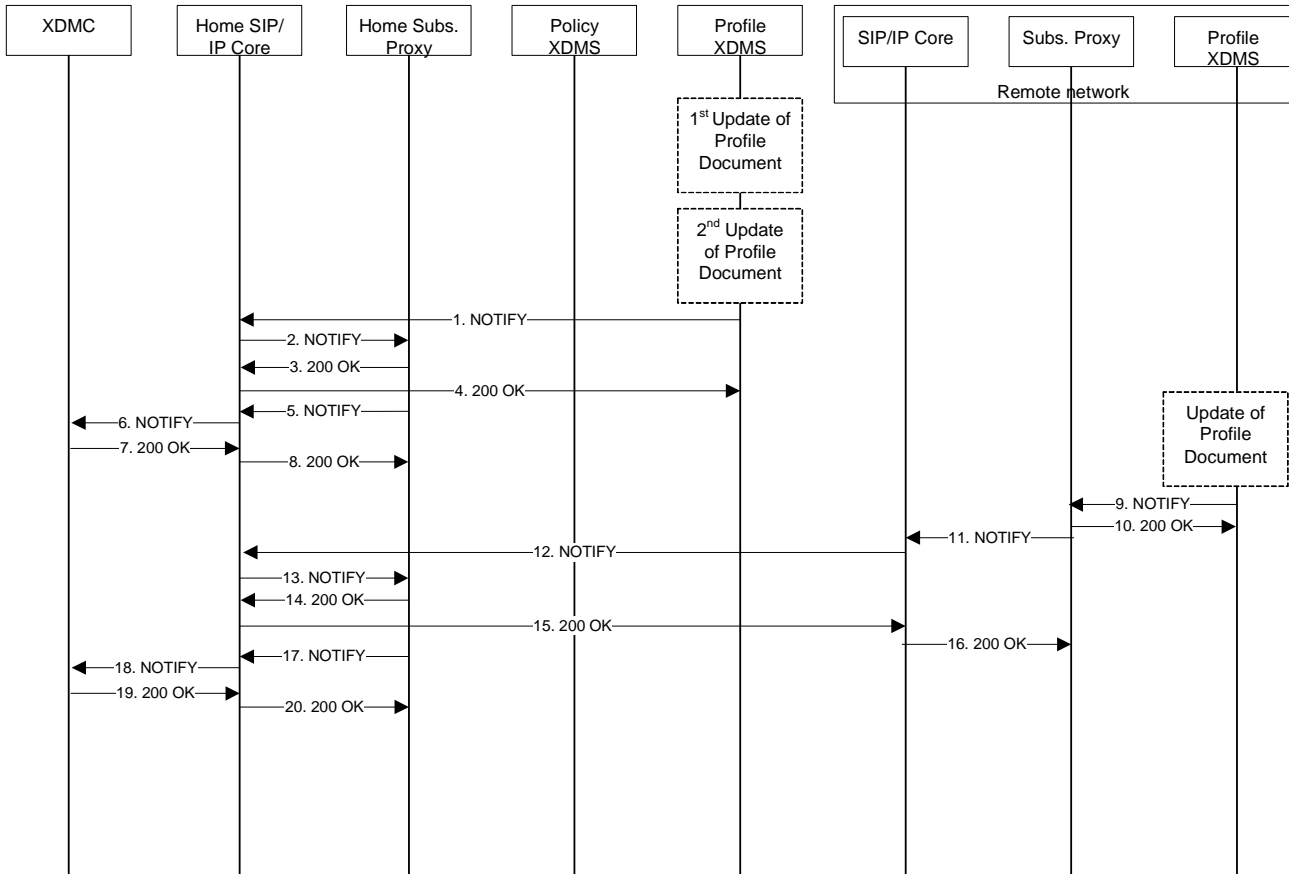 XDMC
Home SIP/
IP Core
Home Subs.
Proxy
Policy
XDMS
Profile
XDMS
SIP/IP Core
Subs. Proxy
Profile
XDMS
Remote network
1st Update of
Profile
Document
2nd Update
of Profile
Document
1. NOTIFY
2. NOTIFY
3. 200 OK
4. 200 OK
5. NOTIFY
6. NOTIFY
7. 200 OK
8. 200 OK
Update of
Profile
Document
9. NOTIFY
10. 200 OK
11. NOTIFY
12. NOTIFY
13. NOTIFY
14. 200 OK
15. 200 OK
16. 200 OK
17. NOTIFY
18. NOTIFY
19. 200 OK
20. 200 OK